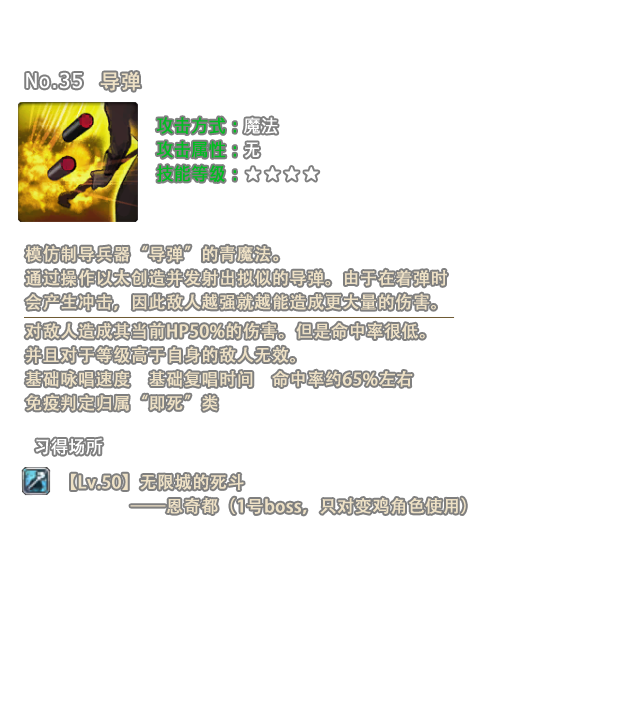 No.35 导弹
攻击方式：魔法
攻击属性：无
技能等级：☆☆☆☆
模仿制导兵器“导弹”的青魔法。
通过操作以太创造并发射出拟似的导弹。由于在着弹时
会产生冲击，因此敌人越强就越能造成更大量的伤害。
对敌人造成其当前HP50%的伤害。但是命中率很低。
并且对于等级高于自身的敌人无效。
基础咏唱速度 基础复唱时间 命中率约65%左右
免疫判定归属“即死”类
习得场所
【Lv.50】无限城的死斗
——恩奇都（1号boss，只对变鸡角色使用）